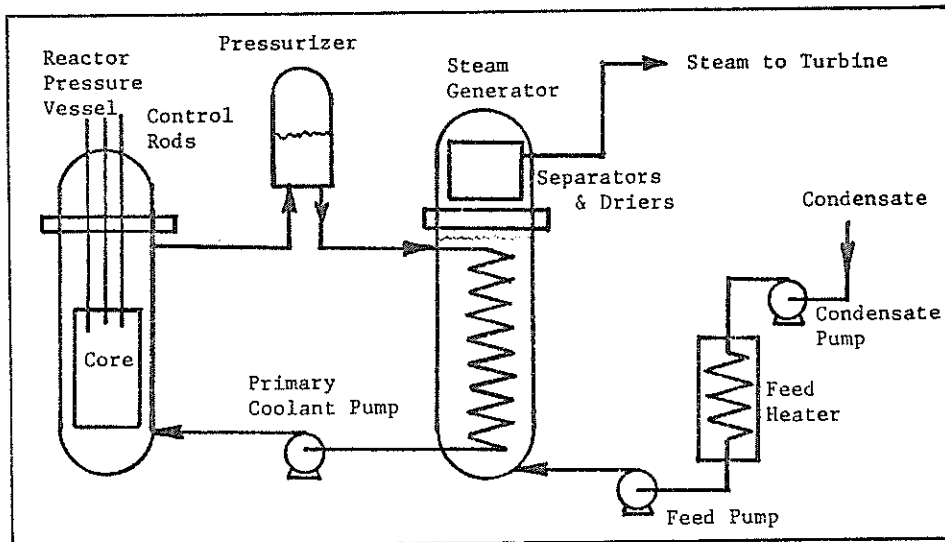 Pressurizer
Reactor
Pressure
Vessel
Control
Rods
Steam
Generator
Steam to Turbine
Separators
& Driers
Condensate
Condensate
Pump
Core
Primary
Coolant Pump
Feed
Heater
Feed Pump